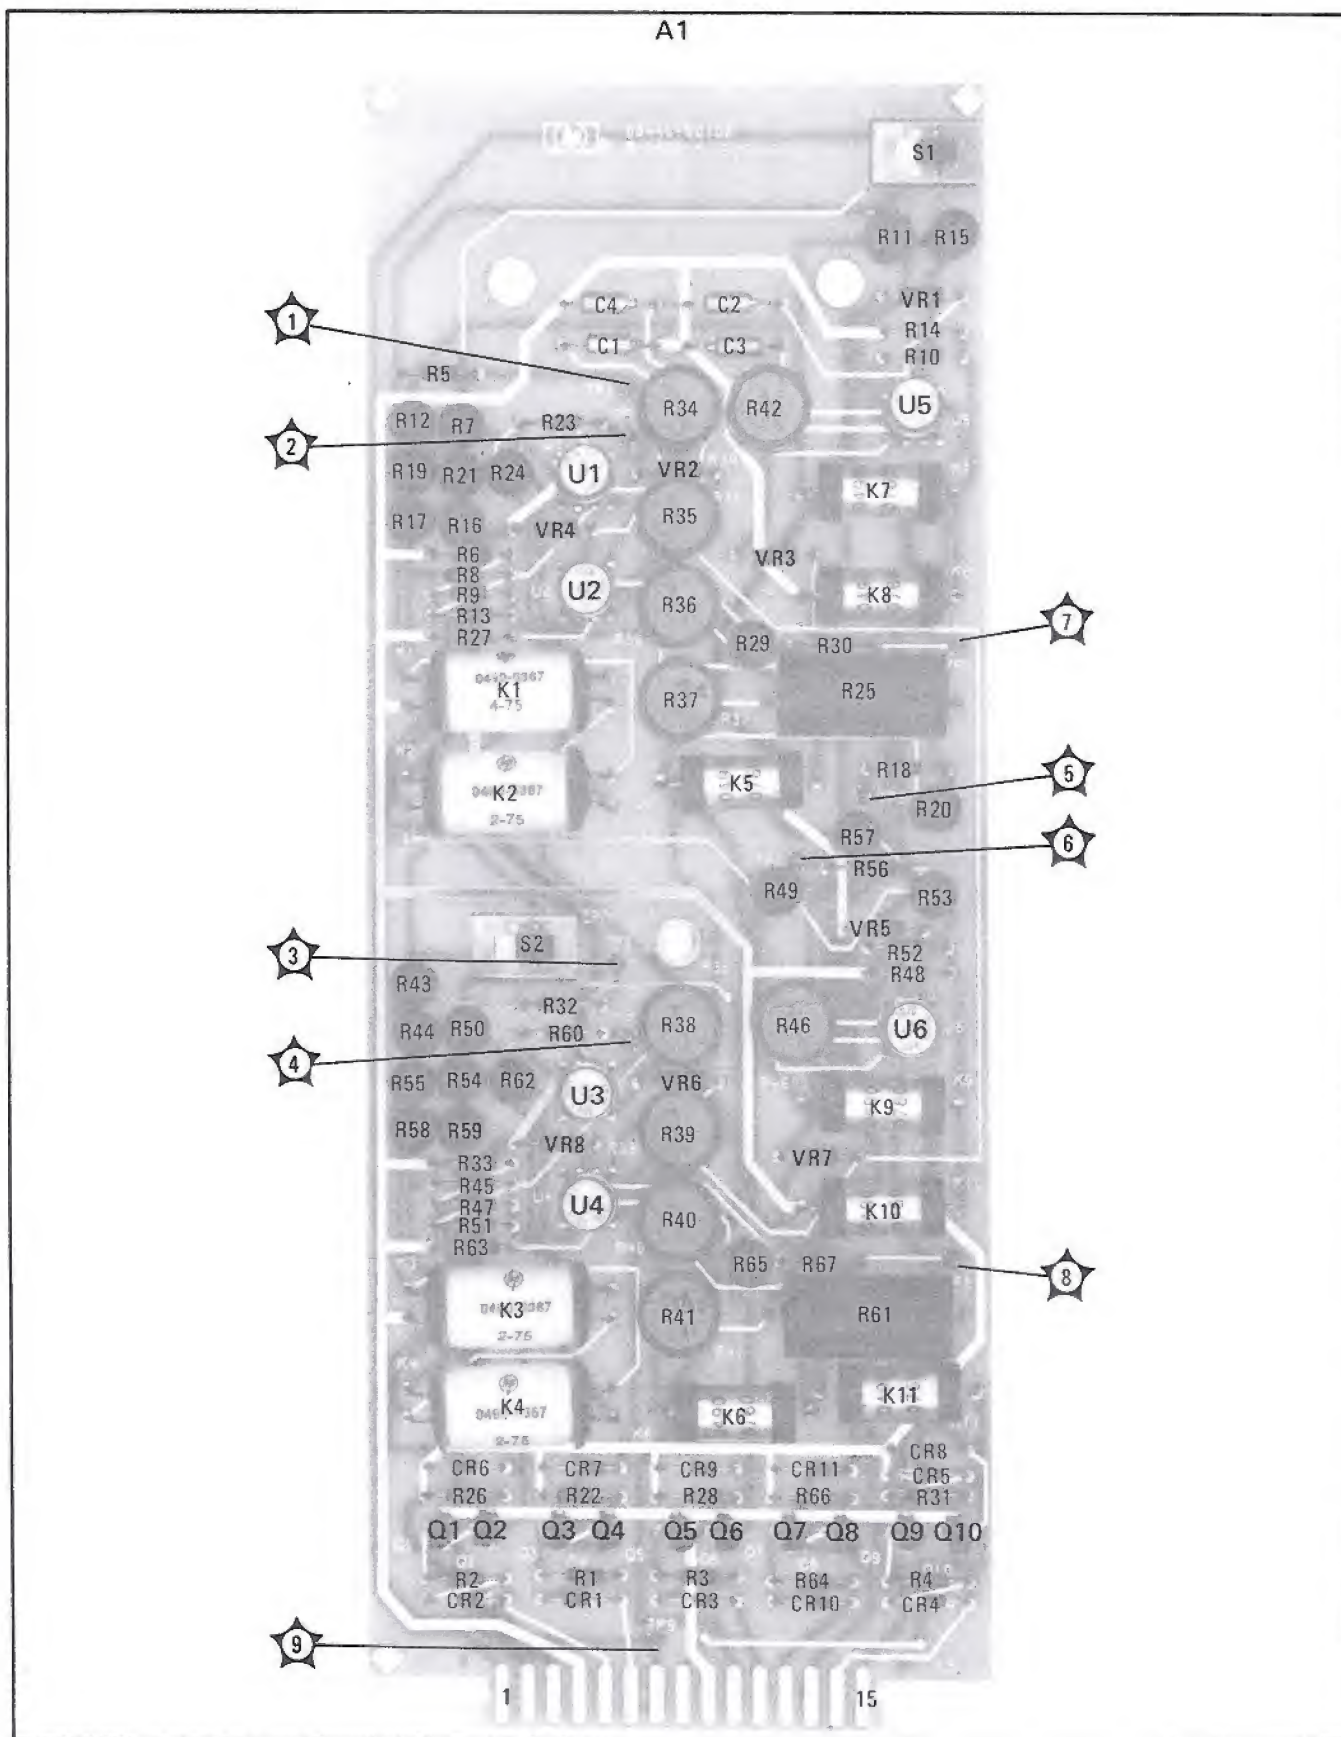 A1
S1
R11 R15
C4 C2 VR1
1
R14
C1 C3 R10
R5
R34 R42 U5
R12 R7 R23
2
R19 R21 R24 U1 VR2
K7
R17 R16 VR4 R35
R6 VR3
R8
R9 U2 K8
R13 R36
7
R27 R29 R30
K1 R37 R25
4-75
R18
5
K2 K5
R20
2-75
R57
6
R56
R49 R53
VR5
3
S2 R52
R48
R43
R32
R44 R50 R60 R38 R46 U6
4
R55 R54 R62 U3 VR6
K9
R58 R59 VR8 R39
R33 VR7
R45
R47 U4 K10
R51 R40
R63 R65 R67
8
K3 R41 R61
2-75
K4 K6 K11
2-75
CR8
CR6 CR7 CR9 CR11 CR5
R26 R22 R28 R66 R31
Q1 Q2 Q3 Q4 Q5 Q6 Q7 Q8 Q9 Q10
R2 R1 R3 R64 R4
CR2 CR1 CR3 CR10 CR4
9
1 15